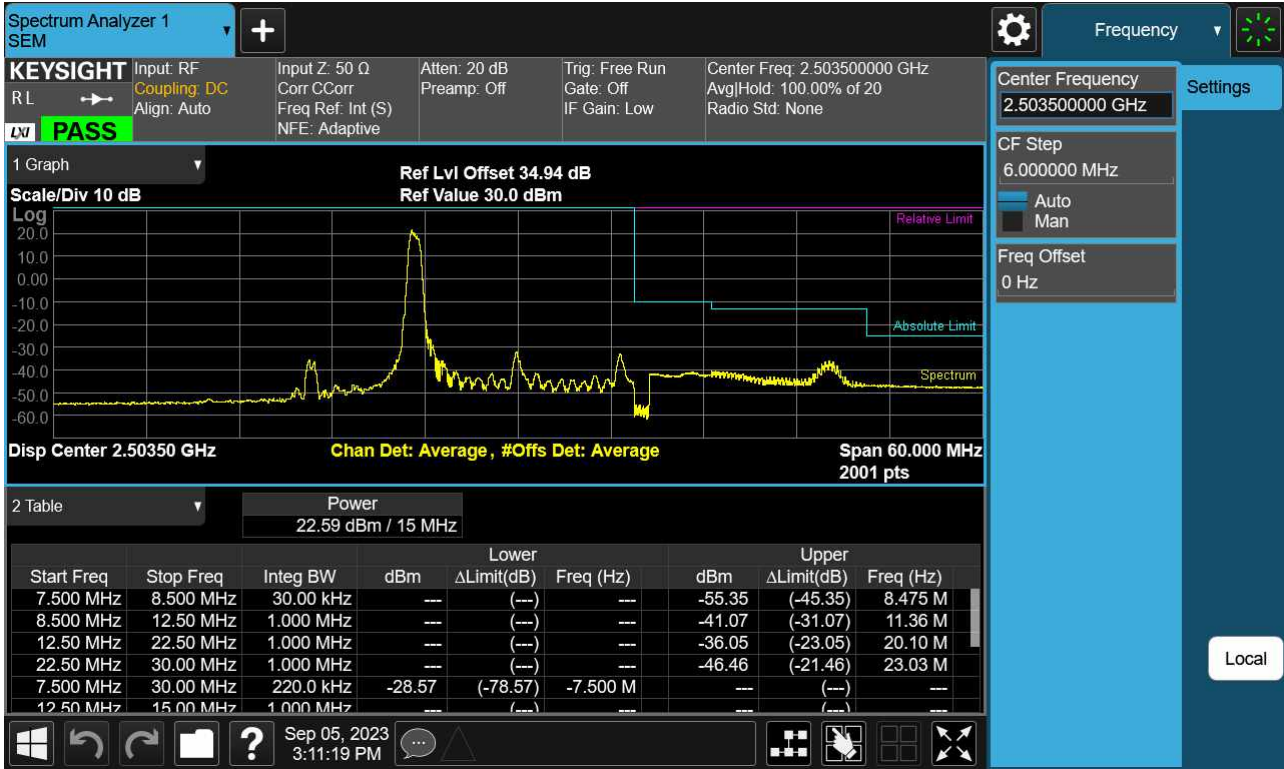 Spectrum Analyzer 1
SEM
Frequency
KEYSIGHT
R L
LXI
PASS
Input: RF
Coupling: DC
Align: Auto
Input Z: 50 Ω
Corr CCorr
Freq Ref: Int (S)
NFE: Adaptive
Atten: 20 dB
Preamp: Off
Trig: Free Run
Gate: Off
IF Gain: Low
Center Freq: 2.503500000 GHz
Avg|Hold: 100.00% of 20
Radio Std: None
Center Frequency
2.503500000 GHz
Settings
CF Step
6.000000 MHz
Auto
Man
Freq Offset
0 Hz
1 Graph
Ref Lvl Offset 34.94 dB
Scale/Div 10 dB
Ref Value 30.0 dBm
Log
Relative Limit
20.0
10.0
0.00
-10.0
-20.0
Absolute Limit
-30.0
-40.0
Spectrum
-50.0
-60.0
Disp Center 2.50350 GHz
Chan Det: Average , #Offs Det: Average
Span 60.000 MHz
2001 pts
2 Table
Power
22.59 dBm / 15 MHz
Lower Upper
Start Freq Stop Freq Integ BW dBm ΔLimit(dB) Freq (Hz) dBm ΔLimit(dB) Freq (Hz)
7.500 MHz 8.500 MHz 30.00 kHz --- (---) --- -55.35 (-45.35) 8.475 M
8.500 MHz 12.50 MHz 1.000 MHz --- (---) --- -41.07 (-31.07) 11.36 M
12.50 MHz 22.50 MHz 1.000 MHz --- (---) --- -36.05 (-23.05) 20.10 M
22.50 MHz 30.00 MHz 1.000 MHz --- (---) --- -46.46 (-21.46) 23.03 M
7.500 MHz 30.00 MHz 220.0 kHz -28.57 (-78.57) -7.500 M --- (---) ---
12.50 MHz 15.00 MHz 1.000 MHz --- (---) --- --- (---) ---
Local
?
Sep 05, 2023
3:11:19 PM